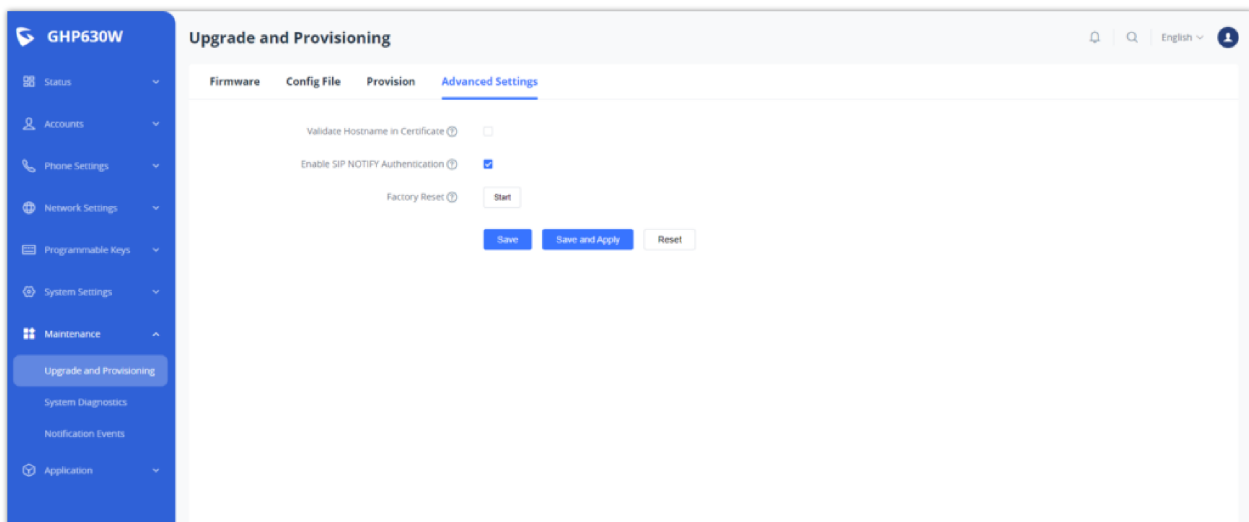 GHP630W
Upgrade and Provisioning
English
Status
Accounts
Phone Settings
Network Settings
Programmable Keys
System Settings
Maintenance
Upgrade and Provisioning
System Diagnostics
Notification Events
Application
Firmware Config File Provision Advanced Settings
Validate Hostname in Certificate
Enable SIP NOTIFY Authentication
Factory Reset Start
Save Save and Apply Reset